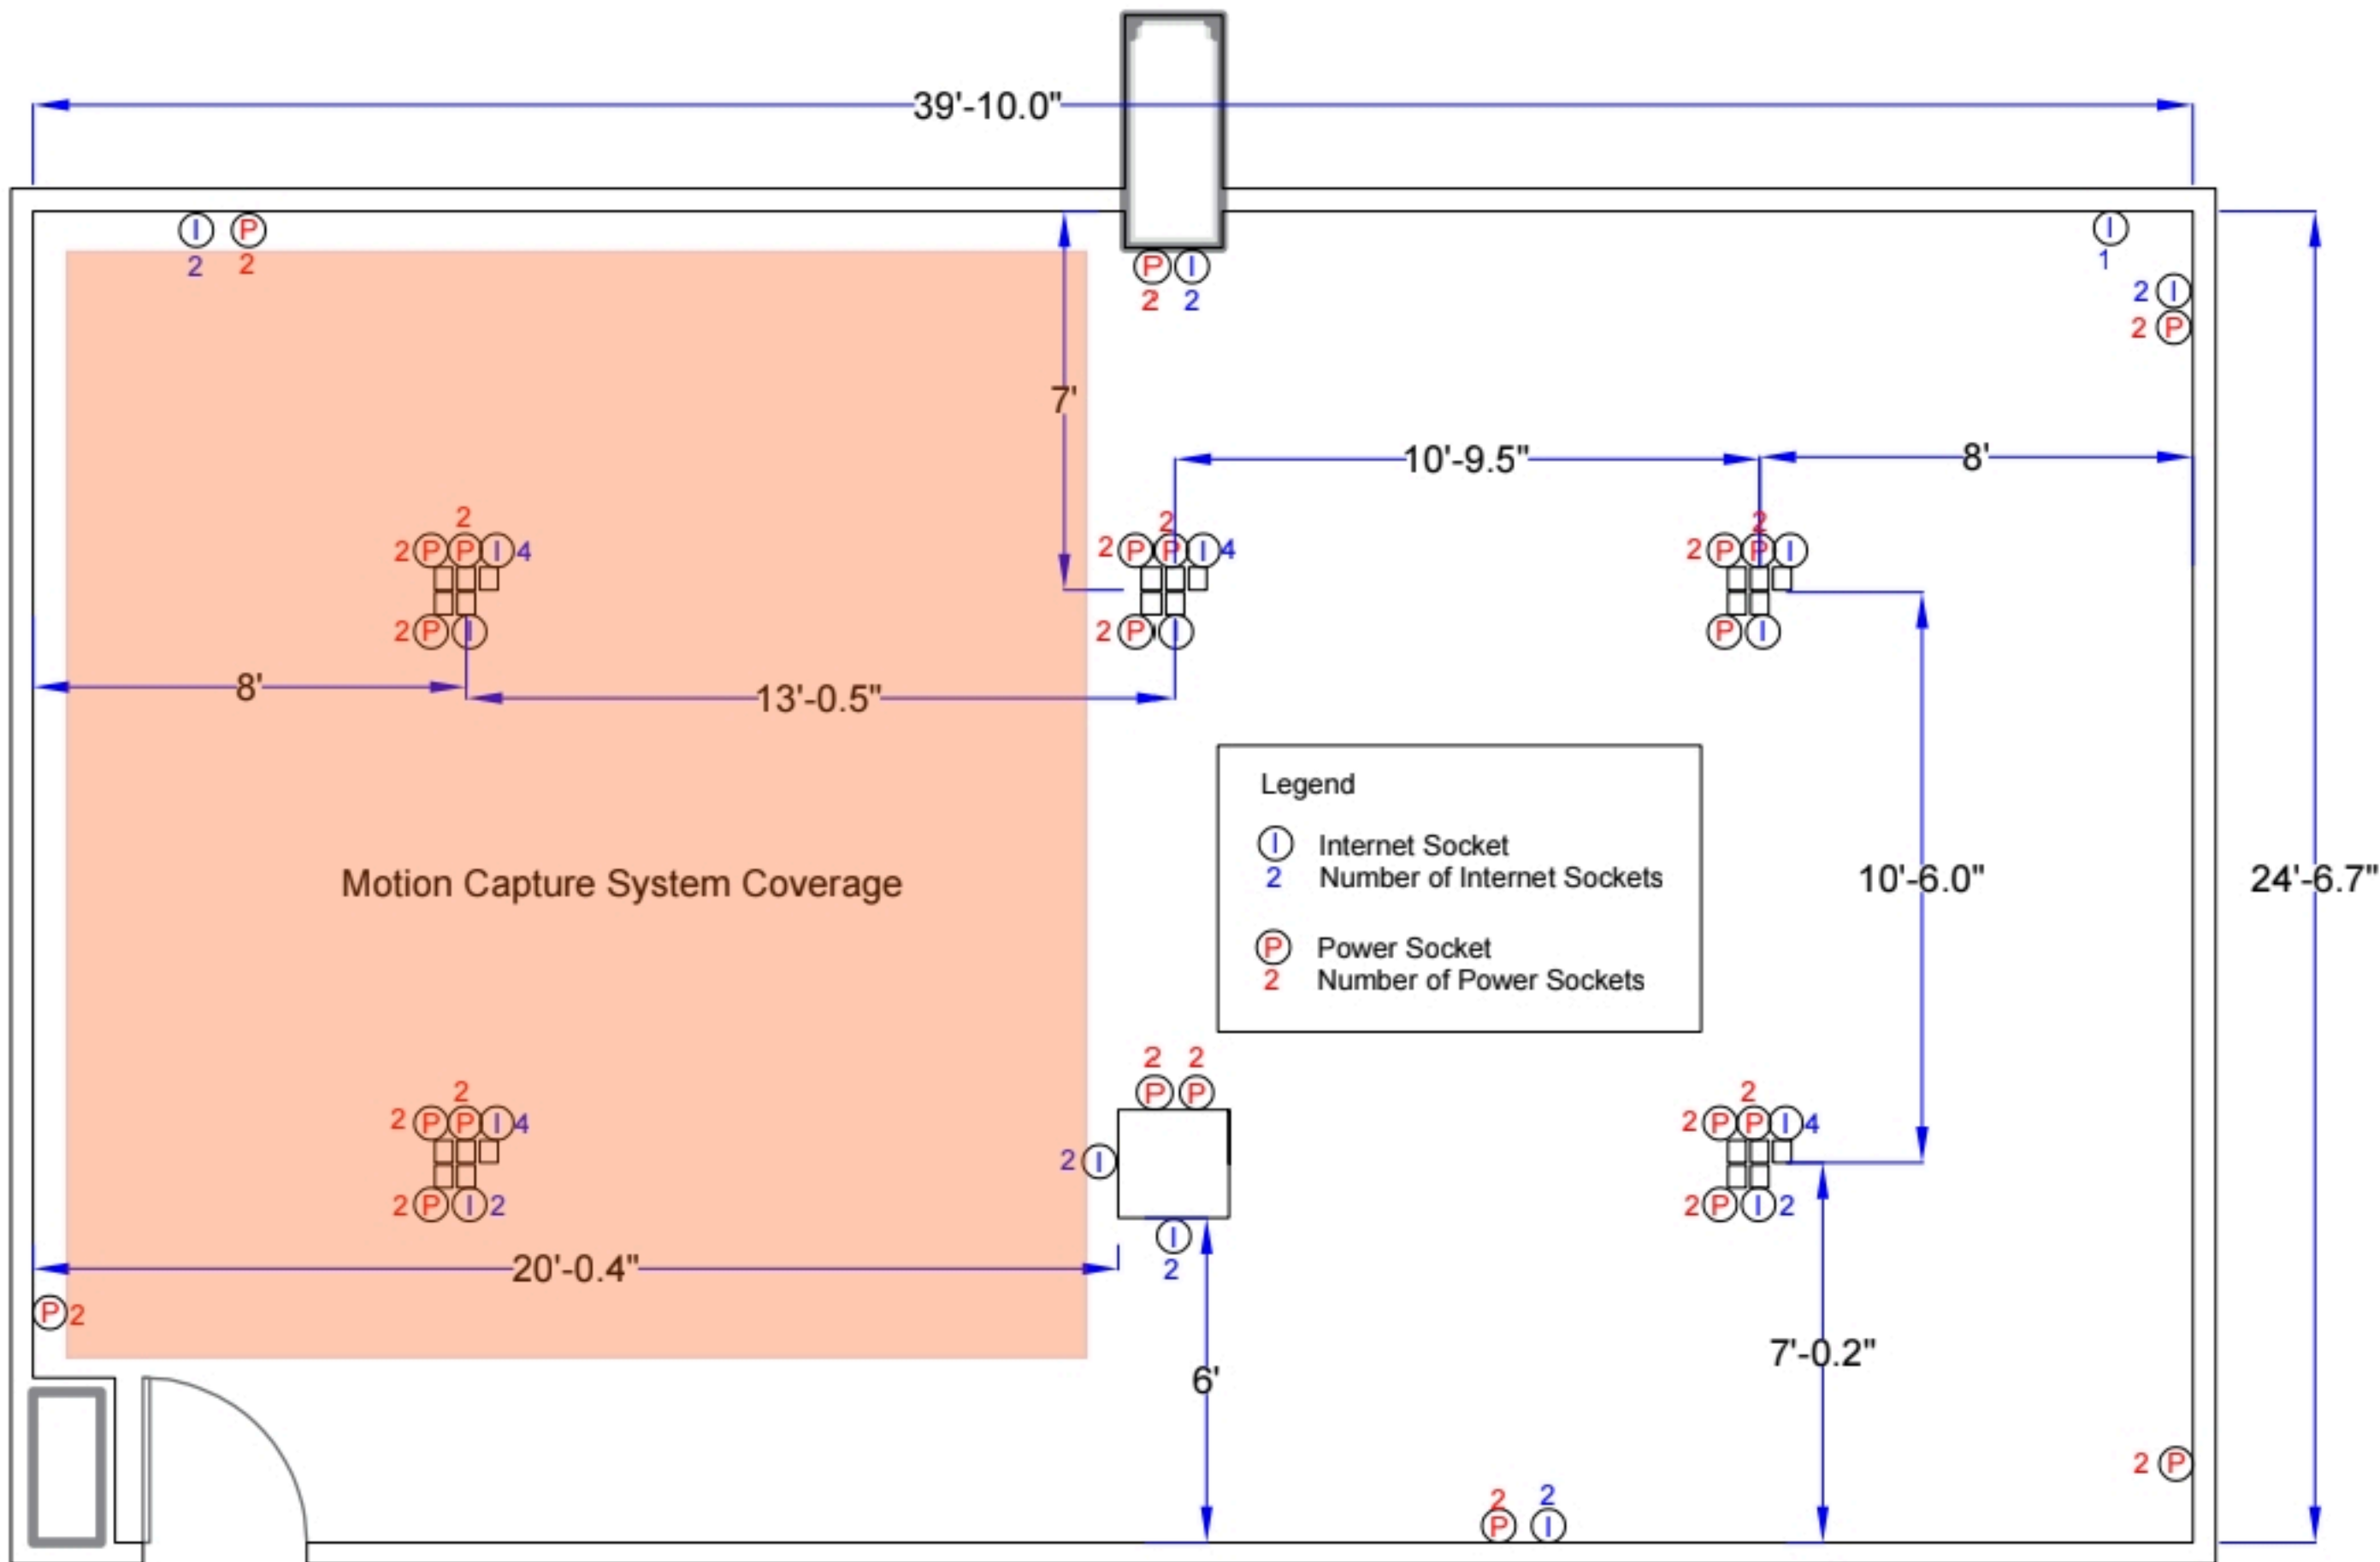 39'-10.0"
I P
2 2
P I
2 2
I
1
2 I
2 P
7'
10'-9.5"
8'
2
2 P P I 4
2 P I
2
2 P P I 4
2 P I
2
2 P P I
P I
8'
13'-0.5"
Legend
I Internet Socket
2 Number of Internet Sockets
P Power Socket
2 Number of Power Sockets
Motion Capture System Coverage
10'-6.0"
24'-6.7"
2
2 P P I 4
2 P I 2
2 2
P P
2 I
I
2
2
2 P P I 4
2 P I 2
20'-0.4"
P 2
6'
7'-0.2"
2 P
2 2
P I